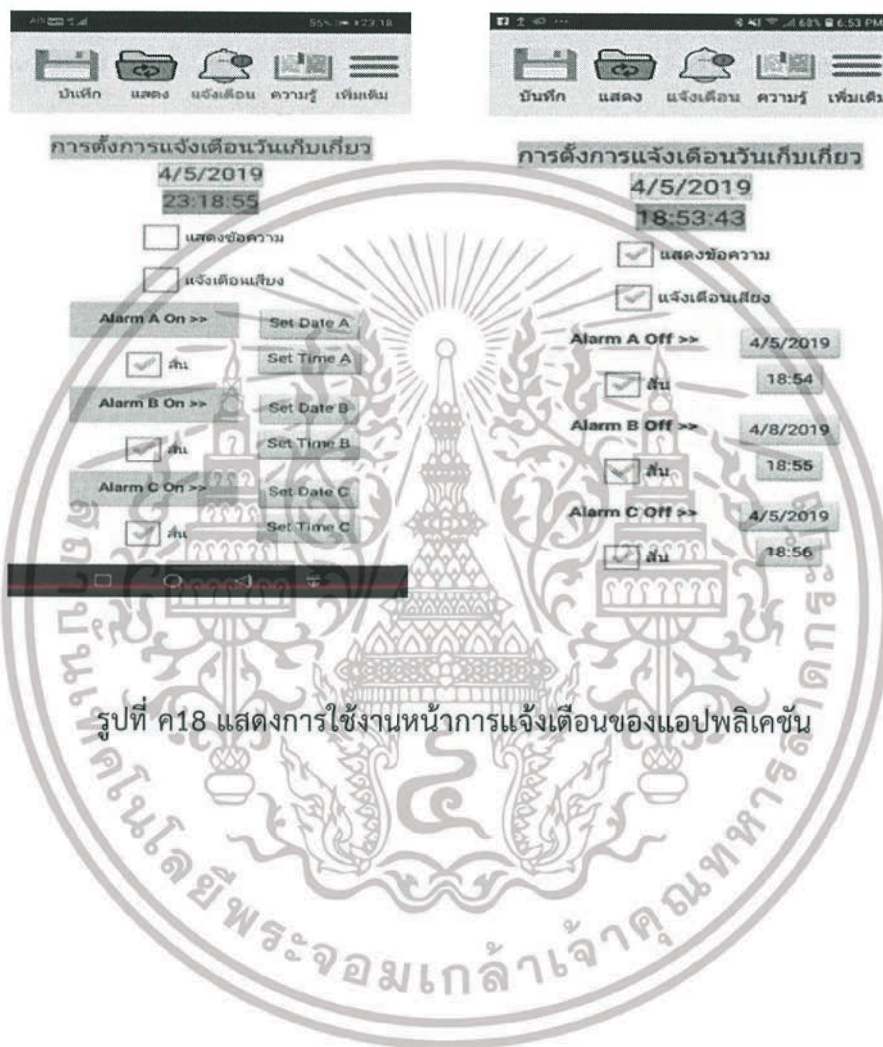 55% 23:18
บันทึก แสดง แจ้งเตือน ความรู้ เพิ่มเติม
การตั้งการแจ้งเตือนวันเก็บเกี่ยว
4/5/2019
23:18:55
แสดงข้อความ
แจ้งเตือนเสียง
Alarm A On >> Set Date A
สั่น Set Time A
Alarm B On >> Set Date B
สั่น Set Time B
Alarm C On >> Set Date C
สั่น Set Time C
68% 6:53 PM
บันทึก แสดง แจ้งเตือน ความรู้ เพิ่มเติม
การตั้งการแจ้งเตือนวันเก็บเกี่ยว
4/5/2019
18:53:43
แสดงข้อความ
แจ้งเตือนเสียง
Alarm A Off >> 4/5/2019
สั่น 18:54
Alarm B Off >> 4/8/2019
สั่น 18:55
Alarm C Off >> 4/5/2019
สั่น 18:56
รูปที่ ค18 แสดงการใช้งานหน้าการแจ้งเตือนของแอปพลิเคชัน
สถาบันเทคโนโลยีพระจอมเกล้าเจ้าคุณทหารลาดกระบัง